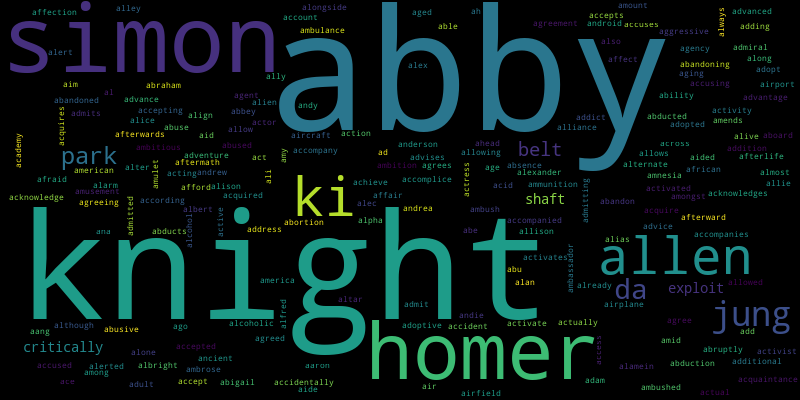 affection alley alongside aged ah amount accepts advanced
simon abby account android accuses always
ambulance able agreement aggressive adding
alert alex also agency admiral
ally affect abandoning along
aim abraham aging adopt
abandoned al agent alien andy accusing airport
acquires admits advance accepting align abbey ability advantage
alice abuse allow actor addict abducted activity
academy afterwards aid aircraft action alliance adopted amends
ambitious abused anderson ahead across alive aboard
park adventure act amy accompany ad advises allowing belt allows addition
american alter aftermath ambition agrees absence alternate aided afterlife
amulet acting andrew ali accomplice actress age alexander amnesia african almost
afraid alarm afford alison ki achieve acid ammunition admitting activated allie
amusement acquired affair shaft abandon amongst acknowledges
acknowledge agreeing admitted according albert active alec andrea ambush acquire
knight alcohol abortion alpha accompanied afterward
ana abducts address abe allison alias advice accompanies
activates ambassador allen
america abu alan already da exploit allowed
alfred altar admit airplane jung
aang although abusive ago alcoholic andie agree add
adoptive accident activate actually
critically agreed homer access amid abruptly activist
alone accepted
accused alerted albright ancient aaron alamein abduction additional
among ambrose adam acquaintance
ace adult accept abigail accidentally air ambushed
aide airfield actual